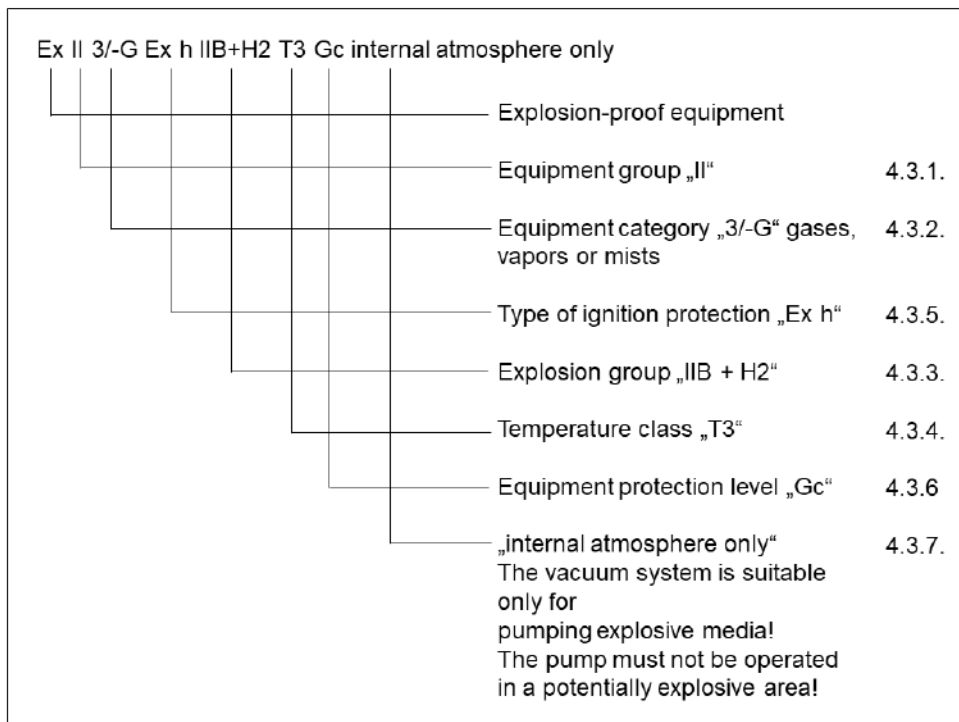 Ex II 3/-G Ex h IIB+H2 T3 Gc internal atmosphere only
Explosion-proof equipment
Equipment group „II“ 4.3.1.
Equipment category „3/-G“ gases, 4.3.2.
vapors or mists
Type of ignition protection „Ex h“ 4.3.5.
Explosion group „IIB + H2“ 4.3.3.
Temperature class „T3“ 4.3.4.
Equipment protection level „Gc“ 4.3.6
„internal atmosphere only“ 4.3.7.
The vacuum system is suitable
only for
pumping explosive media!
The pump must not be operated
in a potentially explosive area!